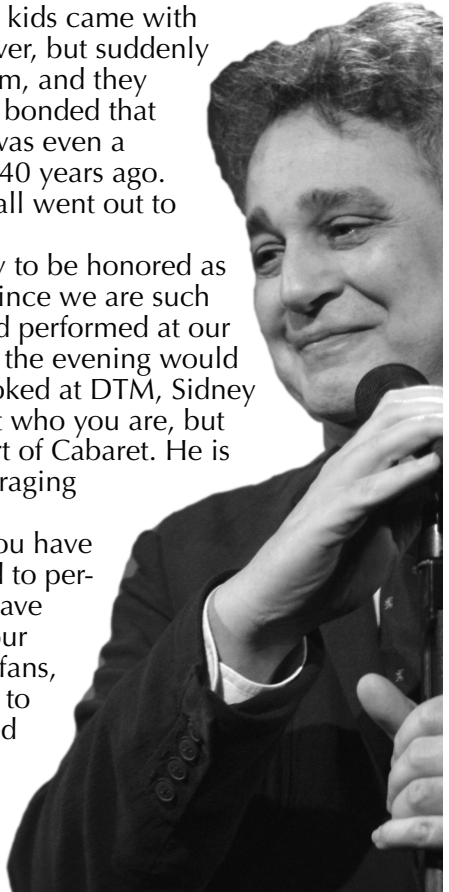 kids came with
ver, but suddenly
m, and they
bonded that
was even a
40 years ago.
all went out to
y to be honored as
since we are such
d performed at our
the evening would
oked at DTM, Sidney
t who you are, but
rt of Cabaret. He is
raging
ou have
d to per-
ave
our
fans,
to
d